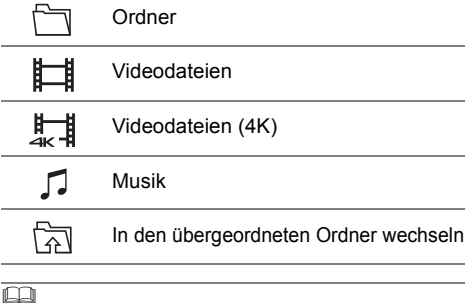 Ordner
Videodateien
4K
Videodateien (4K)
Musik
In den übergeordneten Ordner wechseln